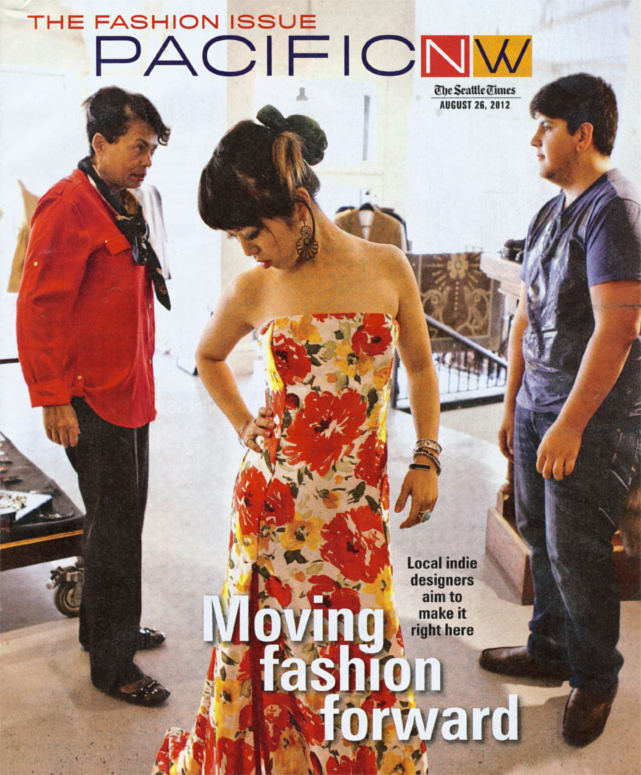 THE FASHION ISSUE
PACIFICNW
The Seattle Times
AUGUST 26, 2012
Local indie
designers
aim to
make it
right here
Moving
fashion
forward